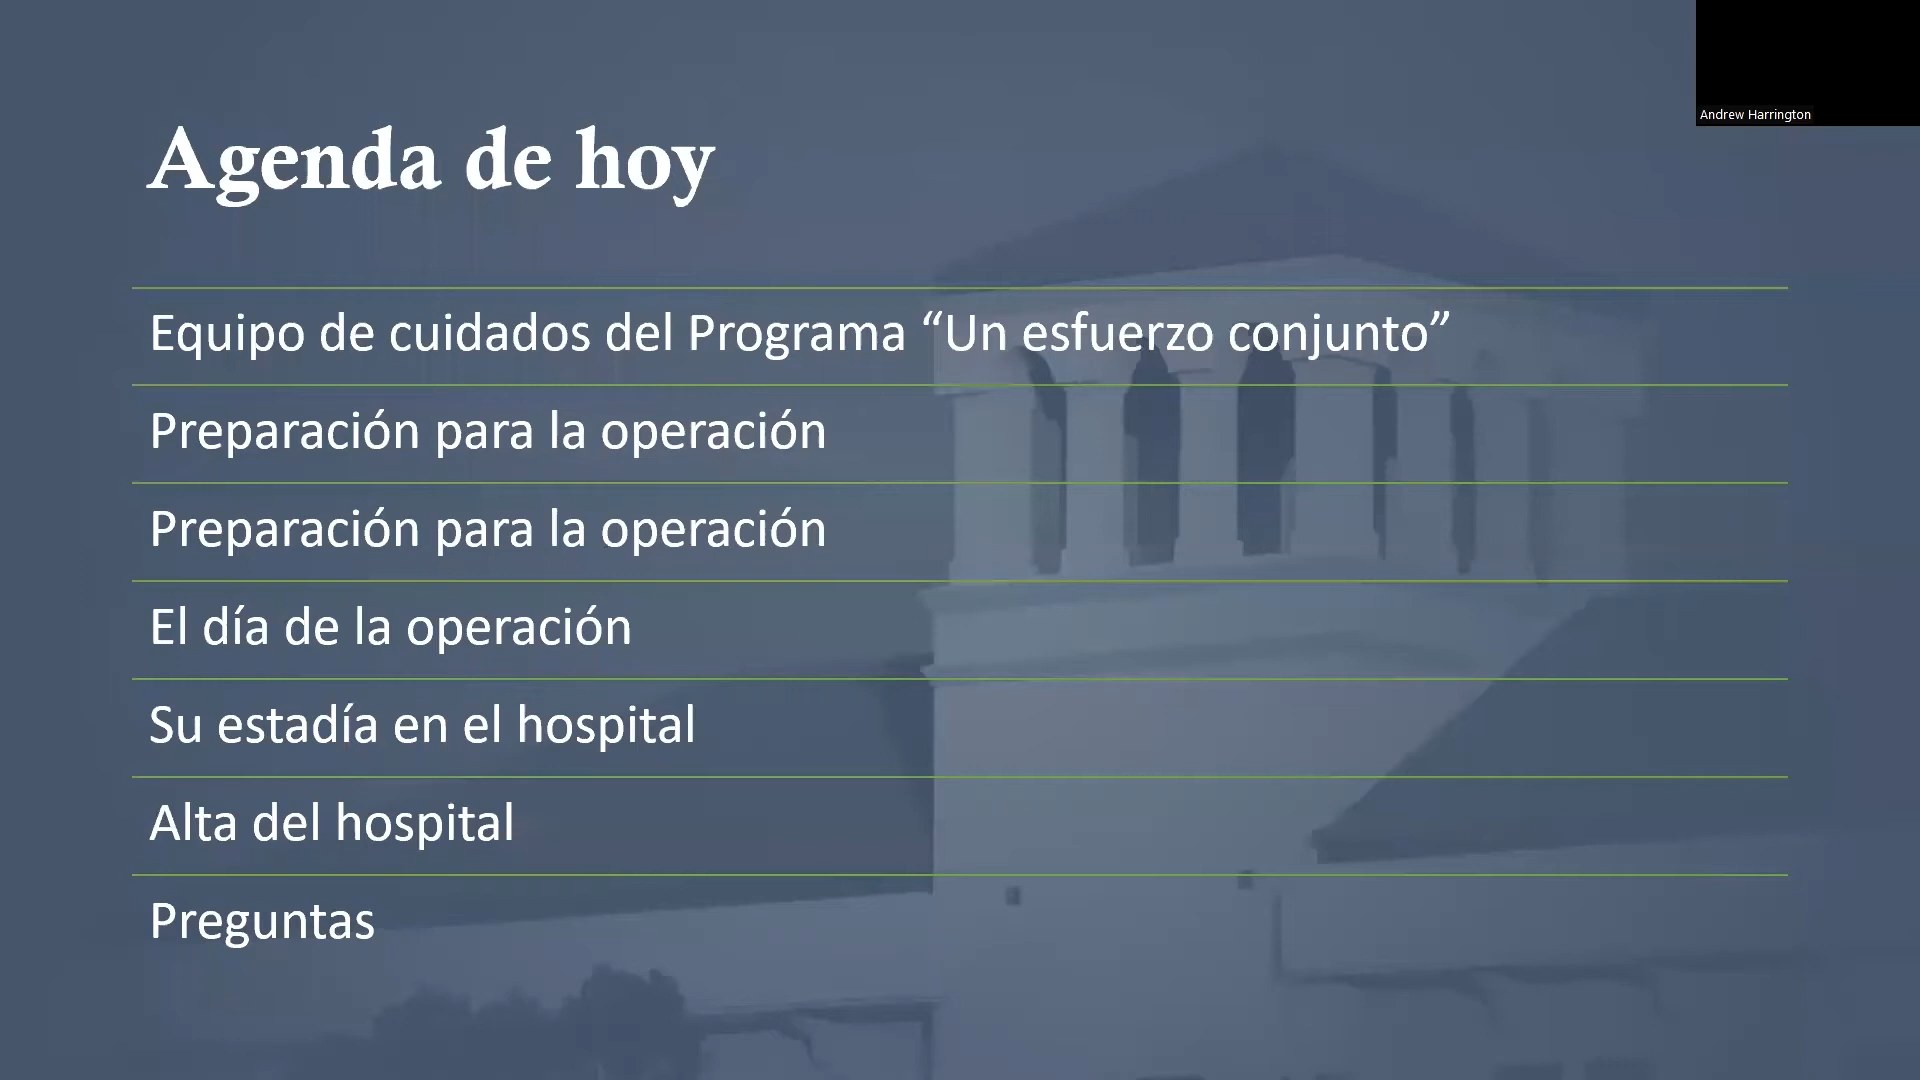 Andrew Harrington
Agenda de hoy
Equipo de cuidados del Programa “Un esfuerzo conjunto”
Preparación para la operación
Preparación para la operación
El día de la operación
Su estadía en el hospital
Alta del hospital
Preguntas